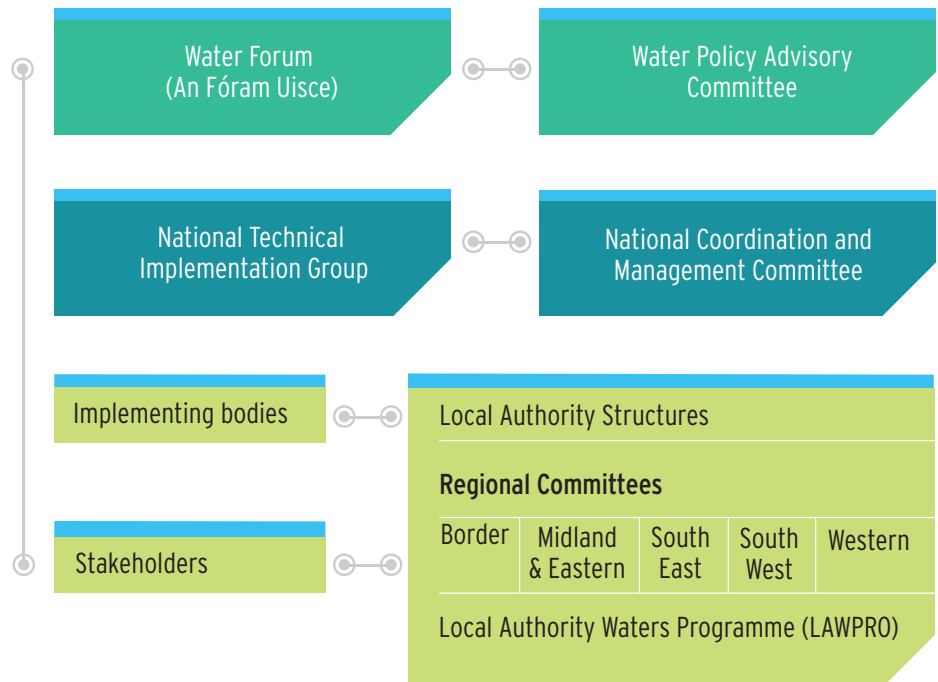 Water Forum
(An Fóram Uisce)
Water Policy Advisory
Committee
National Technical
Implementation Group
National Coordination and
Management Committee
Implementing bodies
Stakeholders
Local Authority Structures
Regional Committees
Border
Midland
& Eastern
South
East
South
West
Western
Local Authority Waters Programme (LAWPRO)